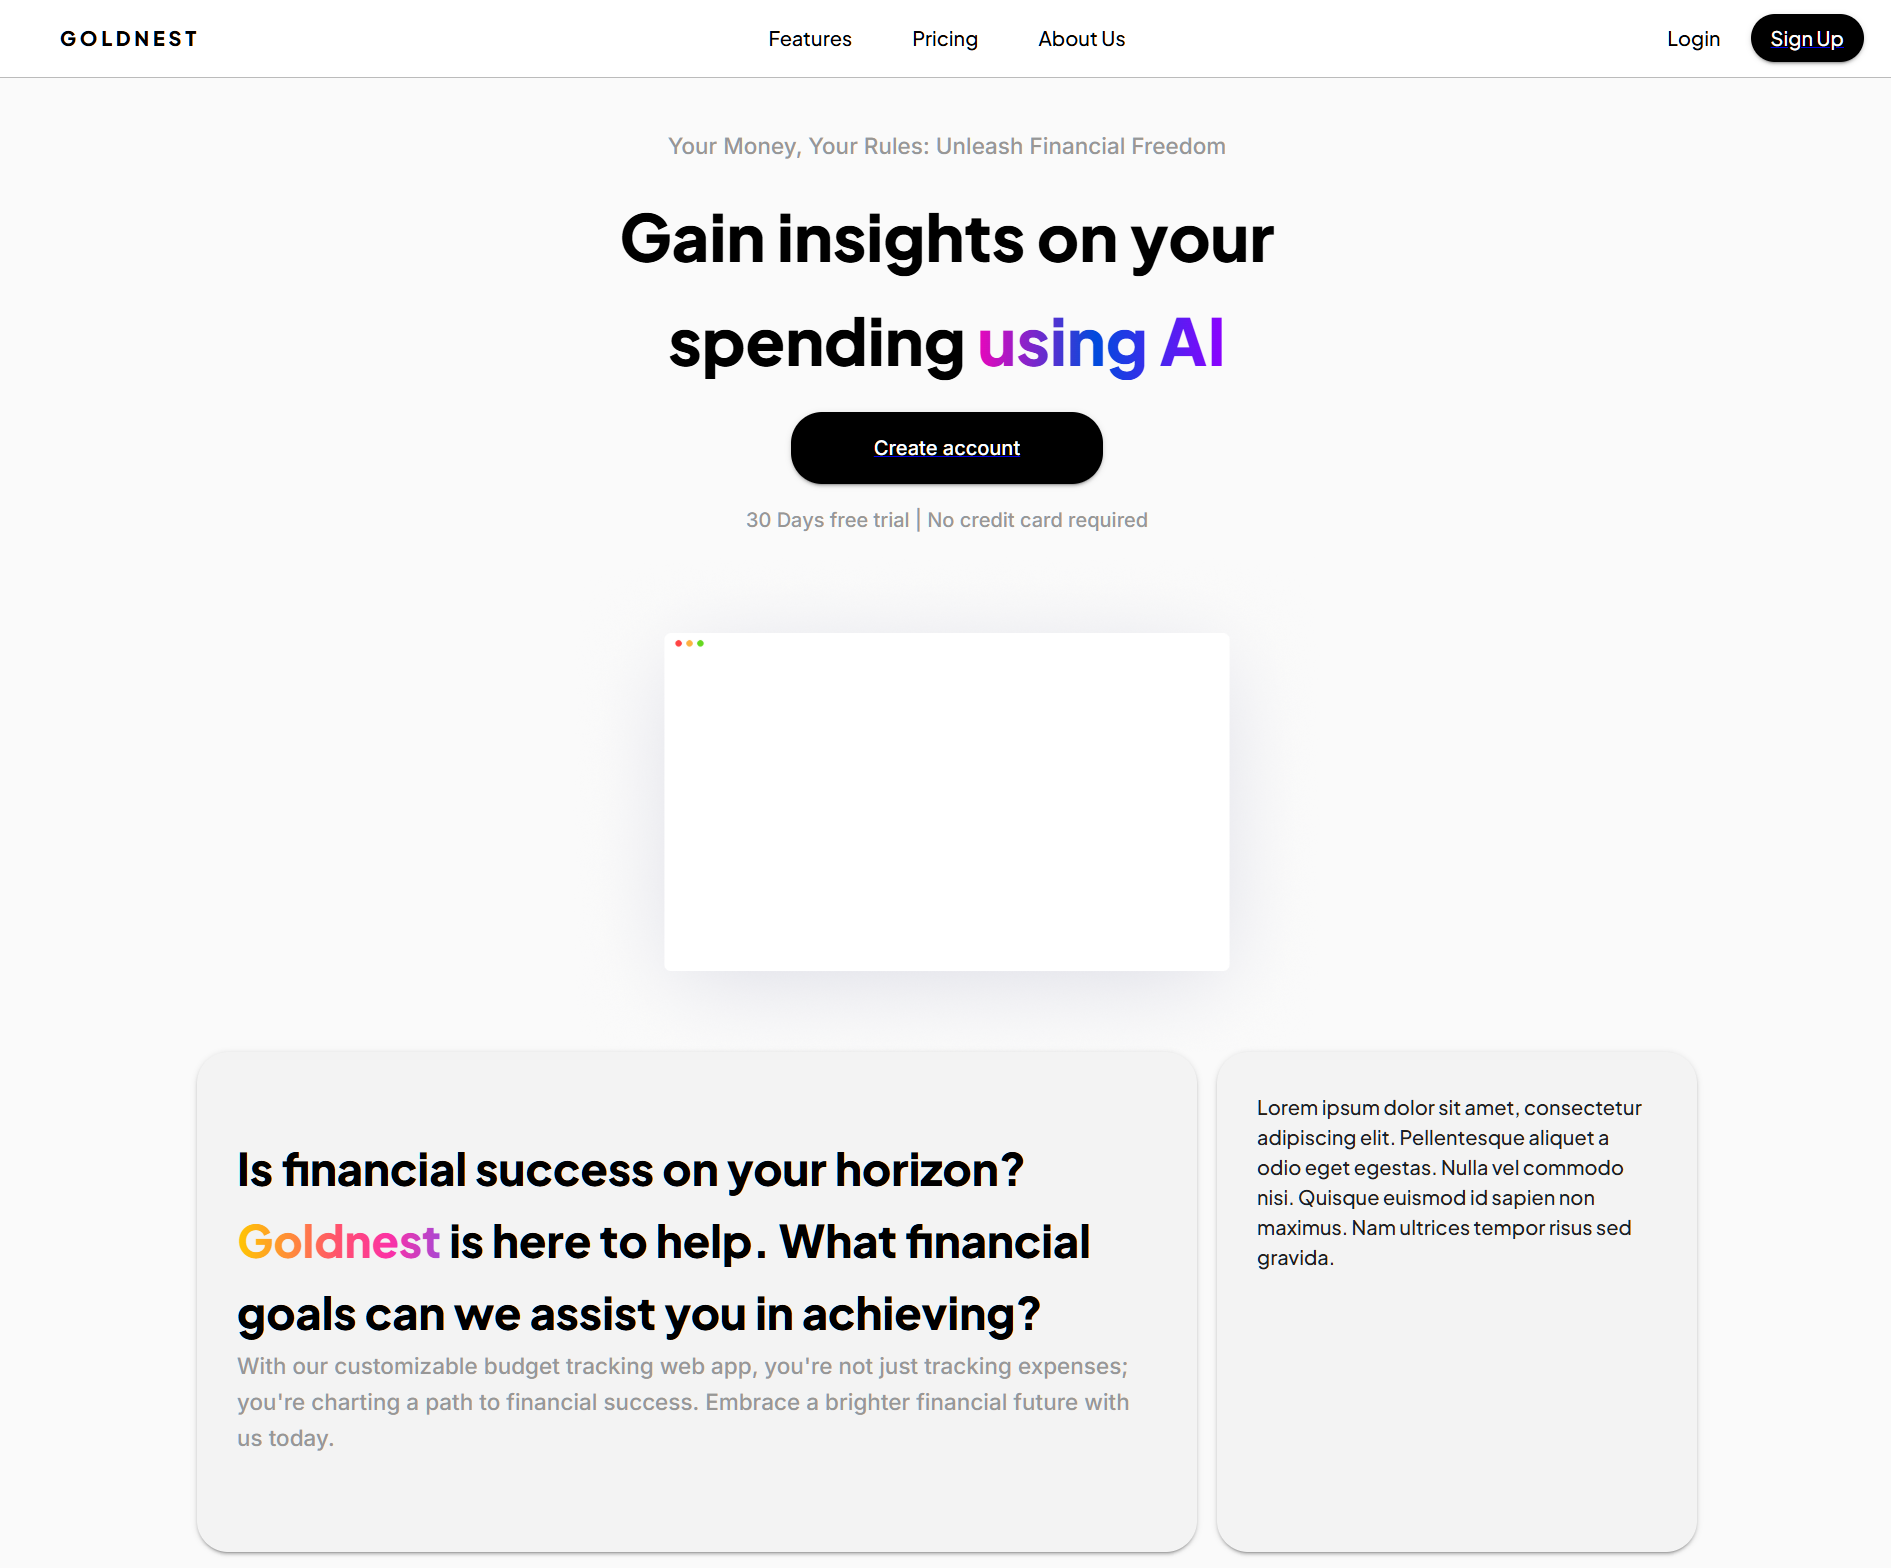 GOLDNEST
Features
Pricing
About Us
Login
Sign Up
Your Money, Your Rules: Unleash Financial Freedom
Gain insights on your
spending using AI
Create account
30 Days free trial | No credit card required
Is financial success on your horizon?
Goldnest is here to help. What financial
goals can we assist you in achieving?
With our customizable budget tracking web app, you're not just tracking expenses;
you're charting a path to financial success. Embrace a brighter financial future with
us today.
Lorem ipsum dolor sit amet, consectetur
adipiscing elit. Pellentesque aliquet a
odio eget egestas. Nulla vel commodo
nisi. Quisque euismod id sapien non
maximus. Nam ultrices tempor risus sed
gravida.